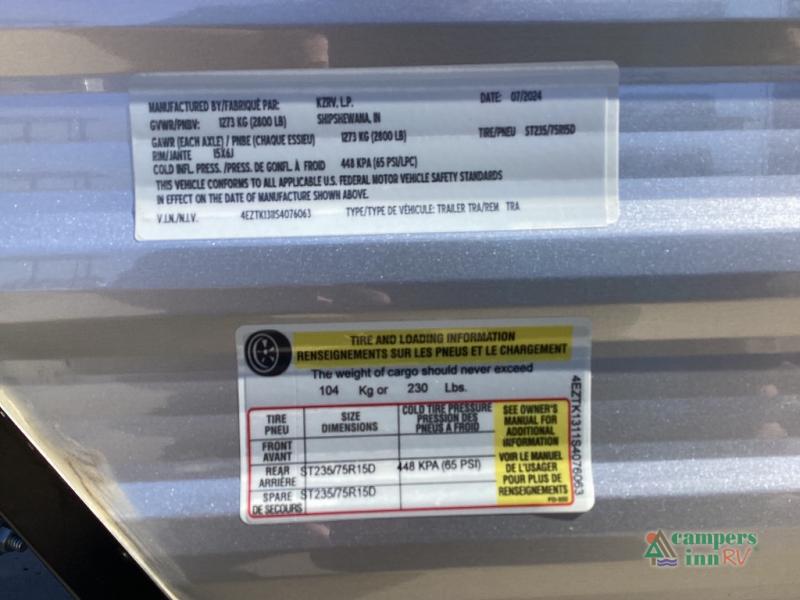 MANUFACTURED BY/FABRIQUÉ PAR: KZRV, L.P. DATE: 07/2024
GVWR/PNBV: 1273 KG (2800 LB) SHIPSHEWANA, IN
GAWR (EACH AXLE) / PNBE (CHAQUE ESSIEU) 1273 KG (2800 LB) TIRE/PNEU ST235/75R15D
RIM/JANTE 15X6J
COLD INFL. PRESS. /PRESS. DE GONFL. À FROID 448 KPA (65 PSI/LPC)
THIS VEHICLE CONFORMS TO ALL APPLICABLE U.S. FEDERAL MOTOR VEHICLE SAFETY STANDARDS
IN EFFECT ON THE DATE OF MANUFACTURE SHOWN ABOVE.
V.I.N./N.I.V. 4EZTK1311S4076063 TYPE/TYPE DE VÉHICULE: TRAILER TRA/REM TRA
TIRE AND LOADING INFORMATION
RENSEIGNEMENTS SUR LES PNEUS ET LE CHARGEMENT
The weight of cargo should never exceed
104 Kg or 230 Lbs.
TIRE
PNEU
SIZE
DIMENSIONS
COLD TIRE PRESSURE
PRESSION DES
PNEUS A FROID
FRONT
AVANT
REAR
ARRIÈRE
ST235/75R15D
448 KPA (65 PSI)
SPARE
DE SECOURS
ST235/75R15D
SEE OWNER'S
MANUAL FOR
ADDITIONAL
INFORMATION
VOIR LE MANUEL
DE L'USAGER
POUR PLUS DE
RENSEIGNEMENTS
4EZTK1311S4076063
campers
inn RV